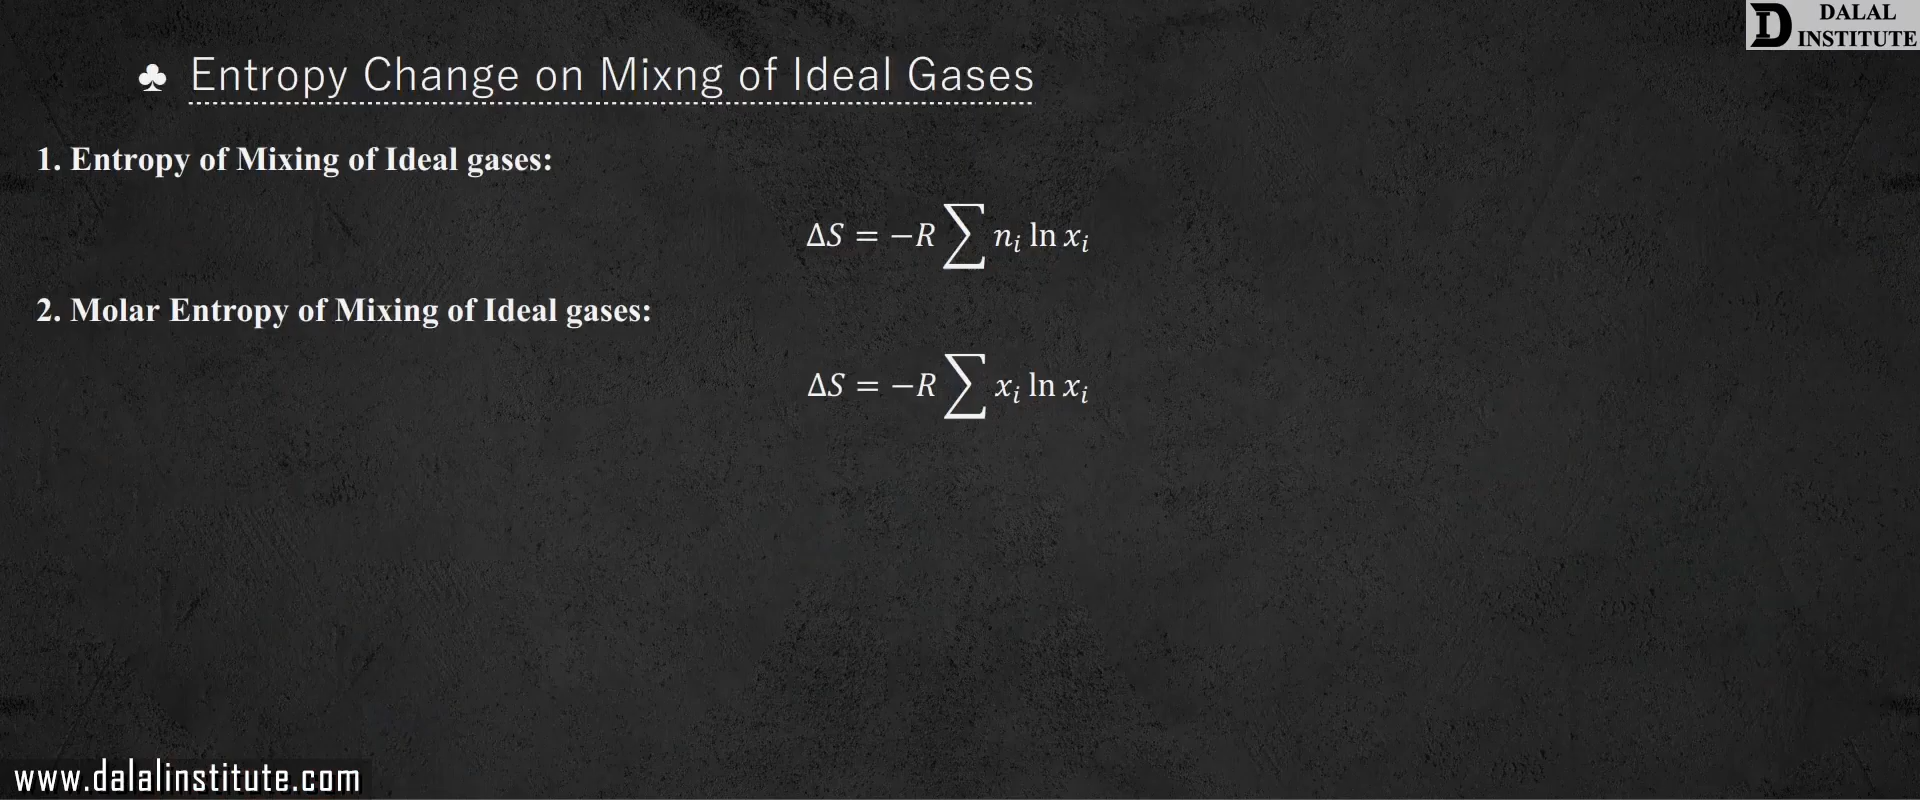 DALAL
INSTITUTE
♣ Entropy Change on Mixng of Ideal Gases
1. Entropy of Mixing of Ideal gases:
ΔS = −R ∑ nᵢ ln xᵢ
2. Molar Entropy of Mixing of Ideal gases:
ΔS = −R ∑ xᵢ ln xᵢ
www.dalalinstitute.com